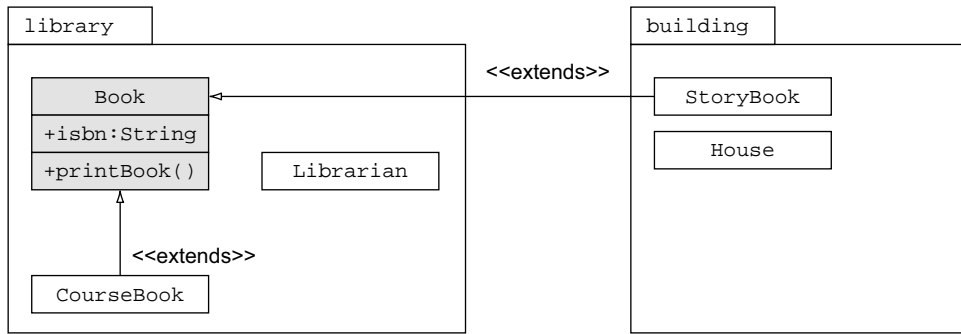 library
building
<<extends>>
Book
StoryBook
+isbn:String
House
+printBook()
Librarian
<<extends>>
CourseBook